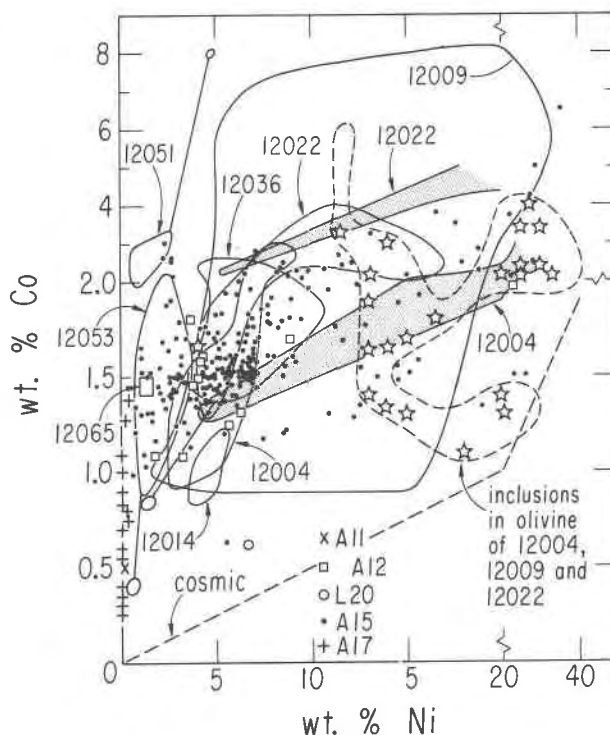 8
12009
12022
12022
6
12051
12036
4
2.0
12053
wt. % Co
1.5
12004
12065
1.0
12004
inclusions
in olivine
of 12004,
12009 and
12022
12014
× A11
□ A12
○ L20
• A15
+ A17
0.5
cosmic
0
0 5 10 5 20 40
wt. % Ni